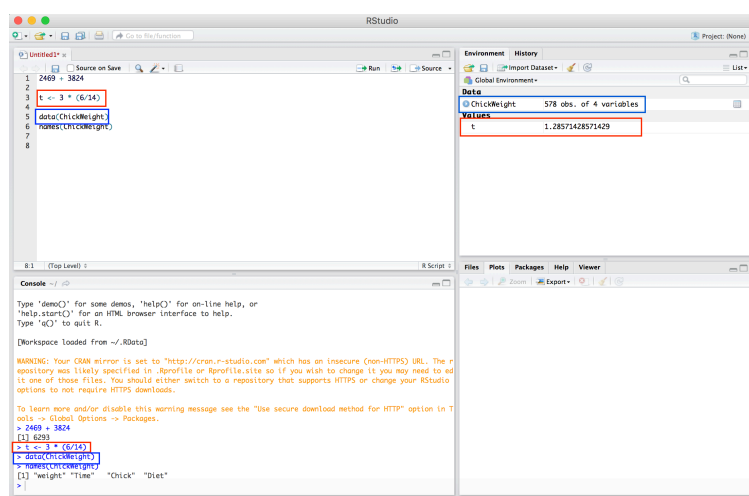 RStudio
Go to file/function
Project: (None)
Untitled1*
Source on Save
Run
Source
1 2469 + 3824
2
3 t <- 3 * (6/14)
4
5 data(ChickWeight)
6 names(ChickWeight)
7
8
8:1 (Top Level) R Script
Console ~/
Type 'demo()' for some demos, 'help()' for on-line help, or
'help.start()' for an HTML browser interface to help.
Type 'q()' to quit R.
[Workspace loaded from ~/.RData]
WARNING: Your CRAN mirror is set to "http://cran.r-studio.com" which has an insecure (non-HTTPS) URL. The r
epository was likely specified in .Rprofile or Rprofile.site so if you wish to change it you may need to ed
it one of those files. You should either switch to a repository that supports HTTPS or change your RStudio
options to not require HTTPS downloads.
To learn more and/or disable this warning message see the "Use secure download method for HTTP" option in T
ools -> Global Options -> Packages.
> 2469 + 3824
[1] 6293
> t <- 3 * (6/14)
> data(ChickWeight)
> names(ChickWeight)
[1] "weight" "Time" "Chick" "Diet"
>
Environment History
Import Dataset
List
Global Environment
Data
ChickWeight 578 obs. of 4 variables
Values
t 1.28571428571429
Files Plots Packages Help Viewer
Zoom Export